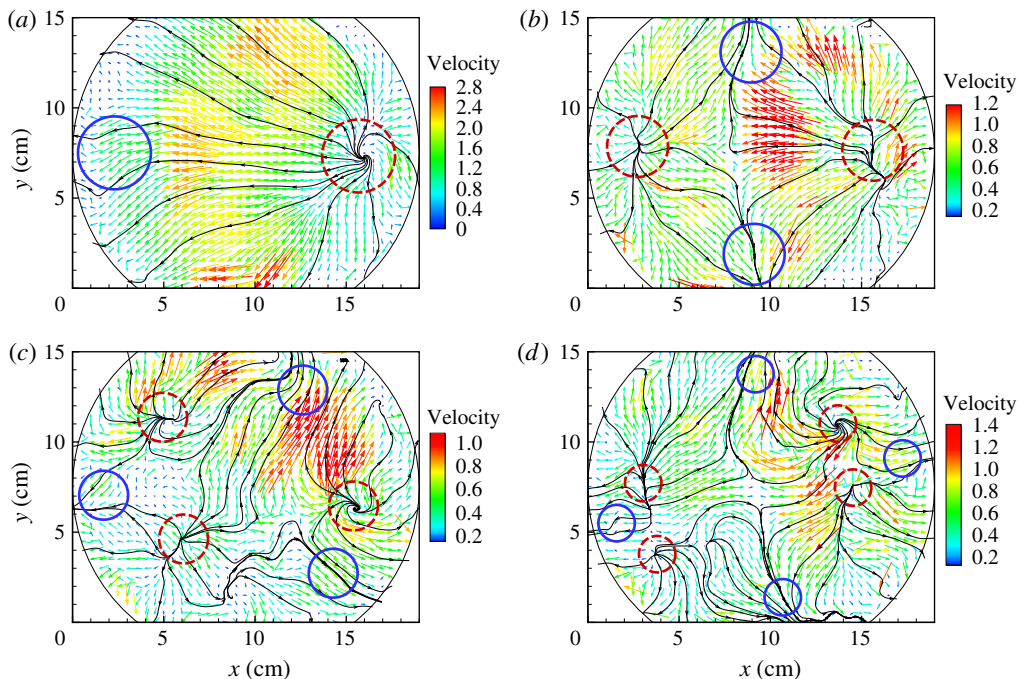 (a) (b)
15 15
Velocity Velocity
2.8 1.2
2.4 1.0
10 2.0 10 0.8
y (cm) 1.6 0.6
1.2 0.4
5 0.8 5 0.2
0.4
0
0 5 10 15 0 5 10 15
(c) (d)
15 15
Velocity Velocity
1.0 1.4
10 0.8 10 1.2
y (cm) 0.6 1.0
0.4 0.8
5 0.2 5 0.6
0.4
0.2
0 5 10 15 0 5 10 15
x (cm) x (cm)